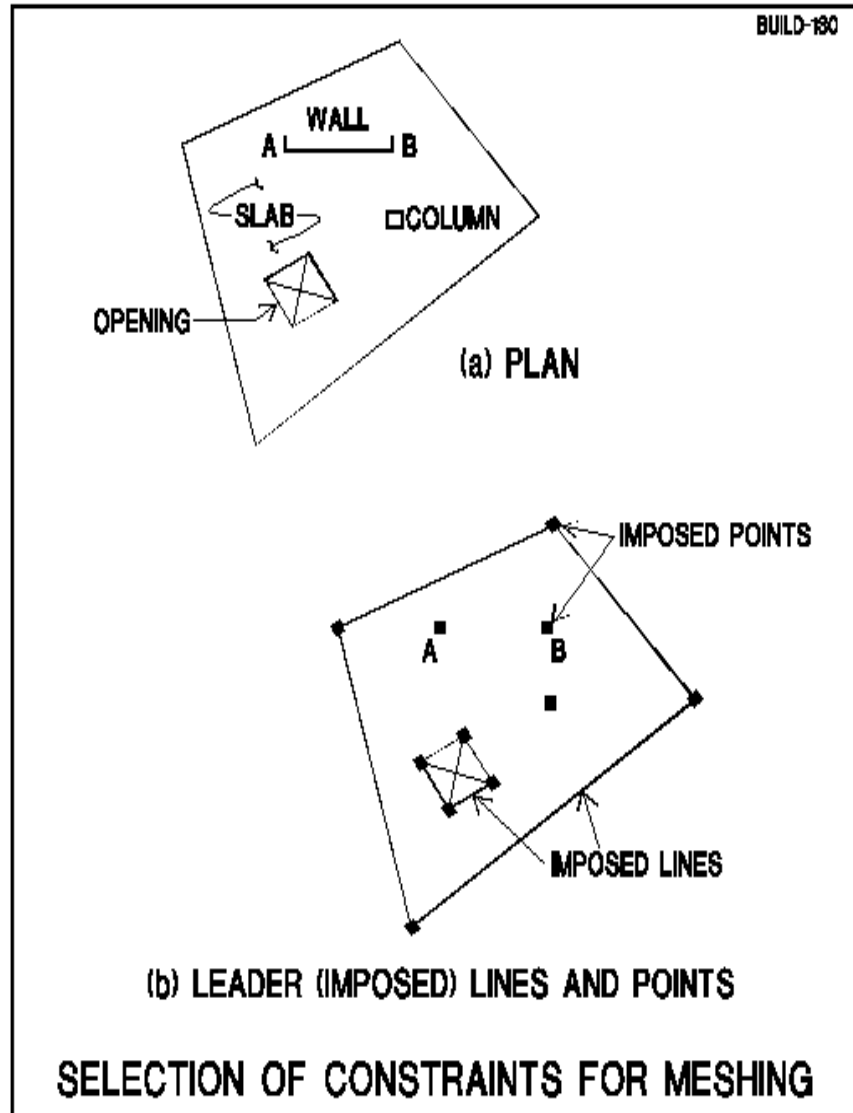 BUILD-180
WALL
A B
SLAB
COLUMN
OPENING
(a) PLAN
IMPOSED POINTS
A B
IMPOSED LINES
(b) LEADER (IMPOSED) LINES AND POINTS
SELECTION OF CONSTRAINTS FOR MESHING